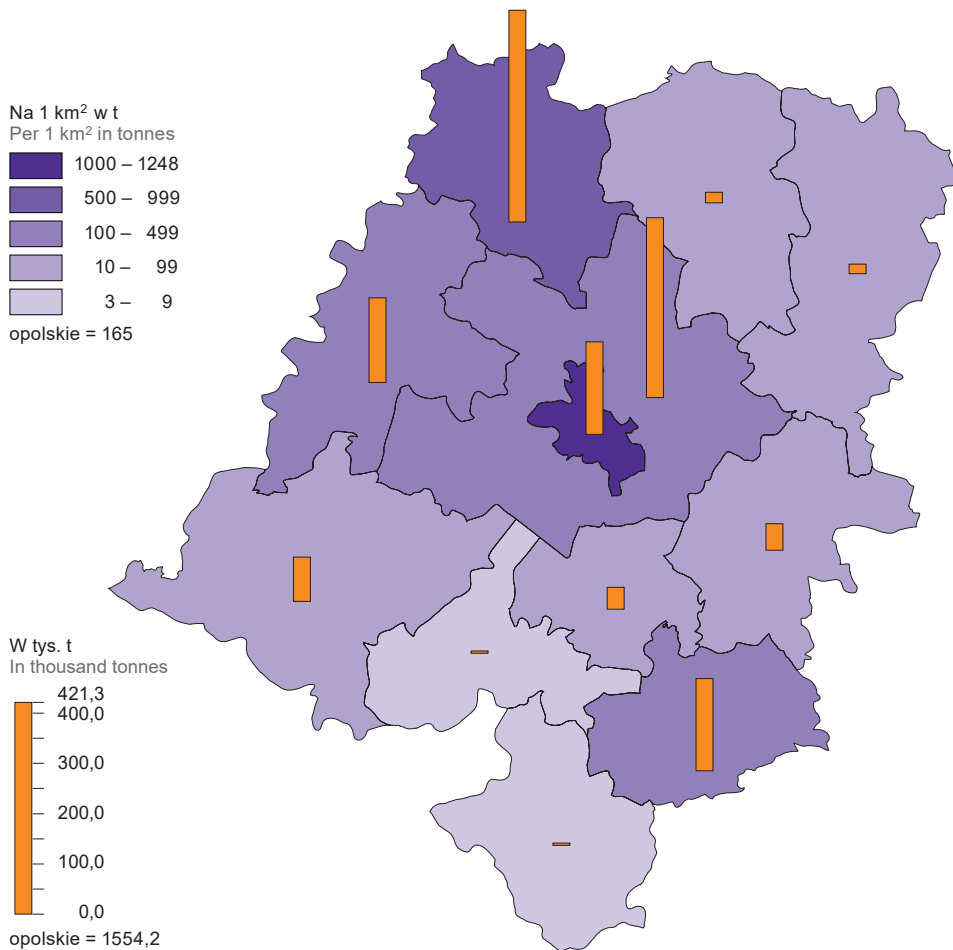 Na 1 km² w t
Per 1 km² in tonnes
1000 – 1248
500 – 999
100 – 499
10 – 99
3 – 9
opolskie = 165
W tys. t
In thousand tonnes
421,3
400,0
300,0
200,0
100,0
0,0
opolskie = 1554,2